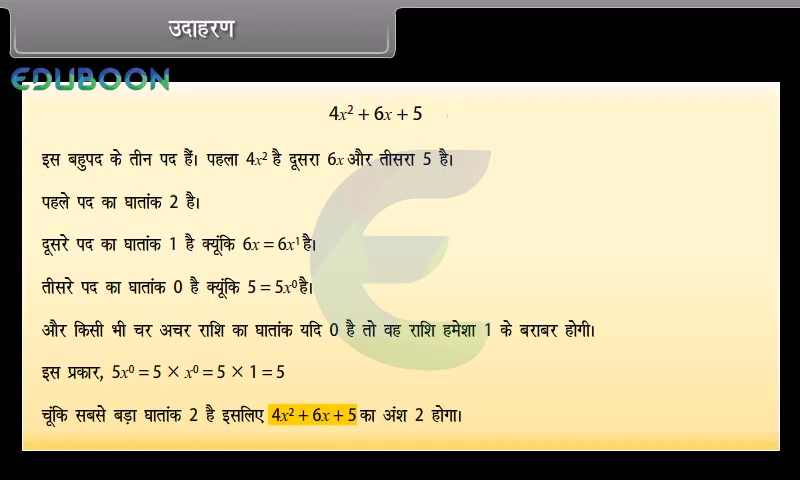 उदाहरण
EDUBOON
4x² + 6x + 5
इस बहुपद के तीन पद हैं। पहला 4x² है दूसरा 6x और तीसरा 5 है।
पहले पद का घातांक 2 है।
दूसरे पद का घातांक 1 है क्यूंकि 6x = 6x¹ है।
तीसरे पद का घातांक 0 है क्यूंकि 5 = 5x⁰ है।
और किसी भी चर अचर राशि का घातांक यदि 0 है तो वह राशि हमेशा 1 के बराबर होगी।
इस प्रकार, 5x⁰ = 5 × x⁰ = 5 × 1 = 5
चूंकि सबसे बड़ा घातांक 2 है इसलिए 4x² + 6x + 5 का अंश 2 होगा।